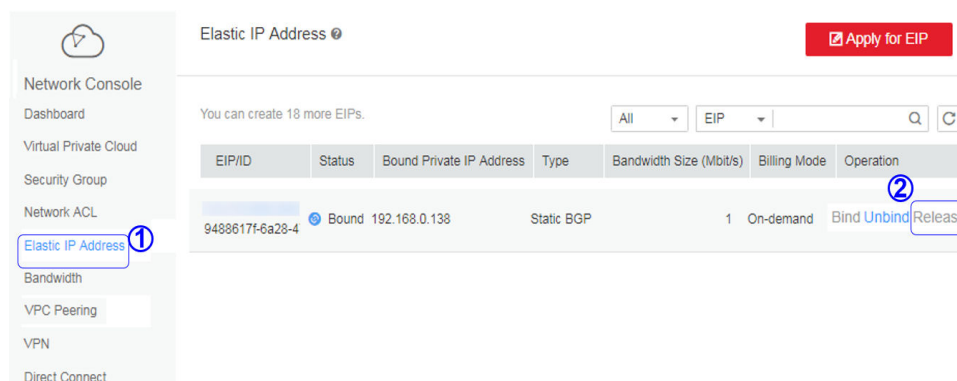 Elastic IP Address
Apply for EIP
Network Console
Dashboard
Virtual Private Cloud
Security Group
Network ACL
Elastic IP Address ①
Bandwidth
VPC Peering
VPN
Direct Connect
You can create 18 more EIPs.
All EIP
EIP/ID Status Bound Private IP Address Type Bandwidth Size (Mbit/s) Billing Mode Operation
②
9488617f-6a28-4 Bound 192.168.0.138 Static BGP 1 On-demand Bind Unbind Releas